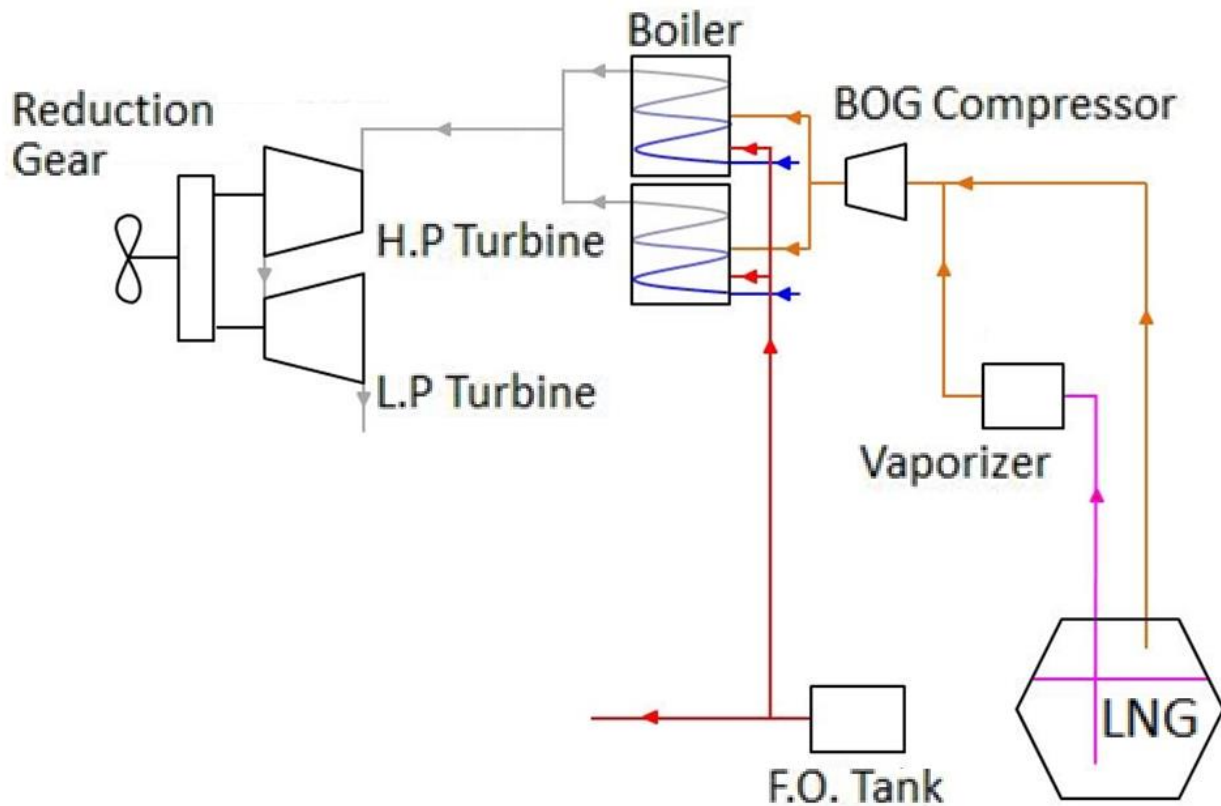 Boiler
BOG Compressor
Reduction
Gear
H.P Turbine
L.P Turbine
Vaporizer
LNG
F.O. Tank